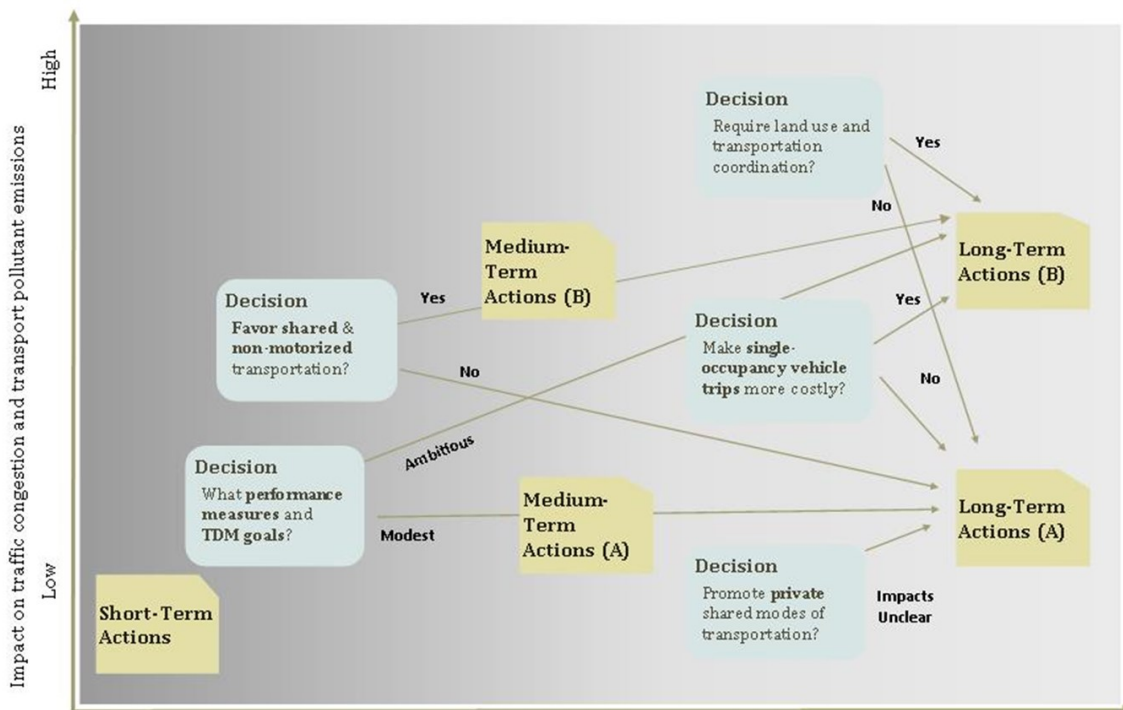 Impact on traffic congestion and transport pollutant emissions
High
Low
Decision
Require land use and
transportation
coordination?
Yes
No
Medium-
Term
Actions (B)
Long-Term
Actions (B)
Decision
Favor shared &
non-motorized
transportation?
Yes
No
Decision
Make single-
occupancy vehicle
trips more costly?
Yes
No
Decision
What performance
measures and
TDM goals?
Ambitious
Modest
Medium-
Term
Actions (A)
Long-Term
Actions (A)
Decision
Promote private
shared modes of
transportation?
Impacts
Unclear
Short-Term
Actions